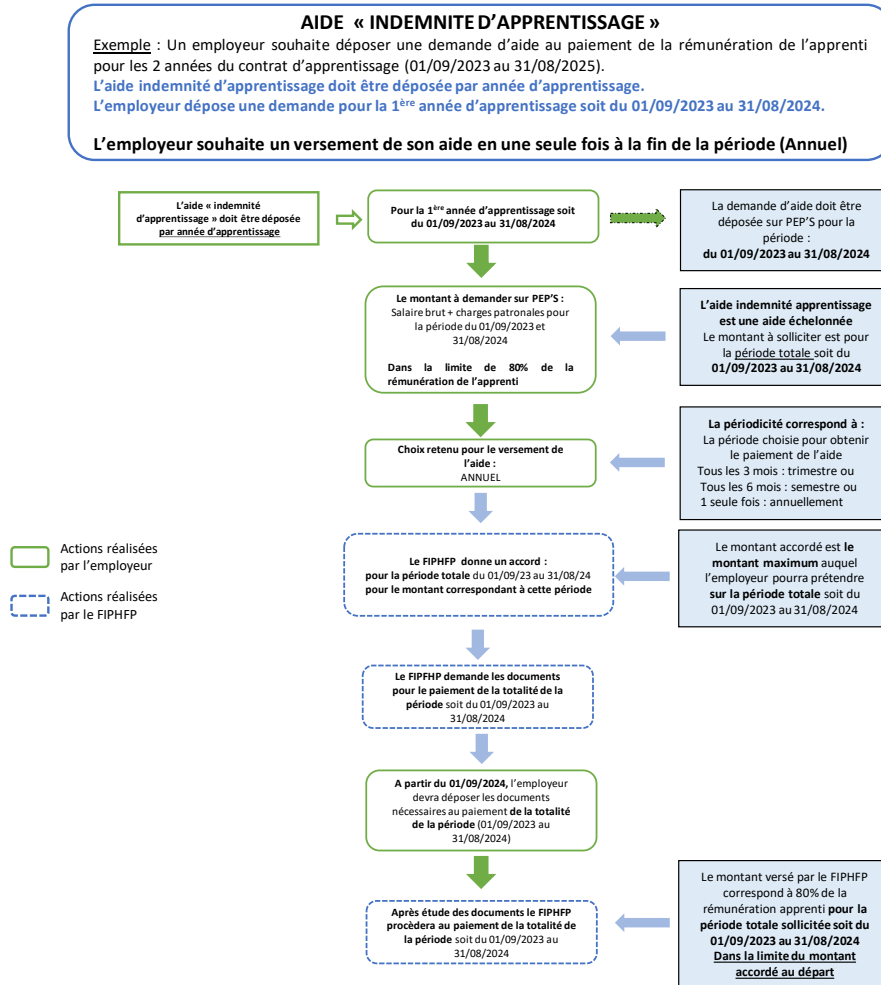 AIDE « INDEMNITE D’APPRENTISSAGE »
Exemple : Un employeur souhaite déposer une demande d’aide au paiement de la rémunération de l’apprenti
pour les 2 années du contrat d’apprentissage (01/09/2023 au 31/08/2025).
L’aide indemnité d’apprentissage doit être déposée par année d’apprentissage.
L’employeur dépose une demande pour la 1ère année d’apprentissage soit du 01/09/2023 au 31/08/2024.
L’employeur souhaite un versement de son aide en une seule fois à la fin de la période (Annuel)
L’aide « indemnité
d’apprentissage » doit être déposée
par année d’apprentissage
Pour la 1ère année d’apprentissage soit
du 01/09/2023 au 31/08/2024
La demande d’aide doit être
déposée sur PEP’S pour la
période :
du 01/09/2023 au 31/08/2024
Le montant à demander sur PEP’S :
Salaire brut + charges patronales pour
la période du 01/09/2023 et
31/08/2024
Dans la limite de 80% de la
rémunération de l’apprenti
L’aide indemnité apprentissage
est une aide échelonnée
Le montant à solliciter est pour
la période totale soit du
01/09/2023 au 31/08/2024
Choix retenu pour le versement de
l’aide :
ANNUEL
La périodicité correspond à :
La période choisie pour obtenir
le paiement de l’aide
Tous les 3 mois : trimestre ou
Tous les 6 mois : semestre ou
1 seule fois : annuellement
Actions réalisées
par l’employeur
Actions réalisées
par le FIPHFP
Le FIPHFP donne un accord :
pour la période totale du 01/09/23 au 31/08/24
pour le montant correspondant à cette période
Le montant accordé est le
montant maximum auquel
l’employeur pourra prétendre
sur la période totale soit du
01/09/2023 au 31/08/2024
Le FIPFHP demande les documents
pour le paiement de la totalité de la
période soit du 01/09/2023 au
31/08/2024
A partir du 01/09/2024, l’employeur
devra déposer les documents
nécessaires au paiement de la totalité
de la période (01/09/2023 au
31/08/2024)
Après étude des documents le FIPHFP
procèdera au paiement de la totalité de
la période soit du 01/09/2023 au
31/08/2024
Le montant versé par le FIPHFP
correspond à 80% de la
rémunération apprenti pour la
période totale sollicitée soit du
01/09/2023 au 31/08/2024
Dans la limite du montant
accordé au départ